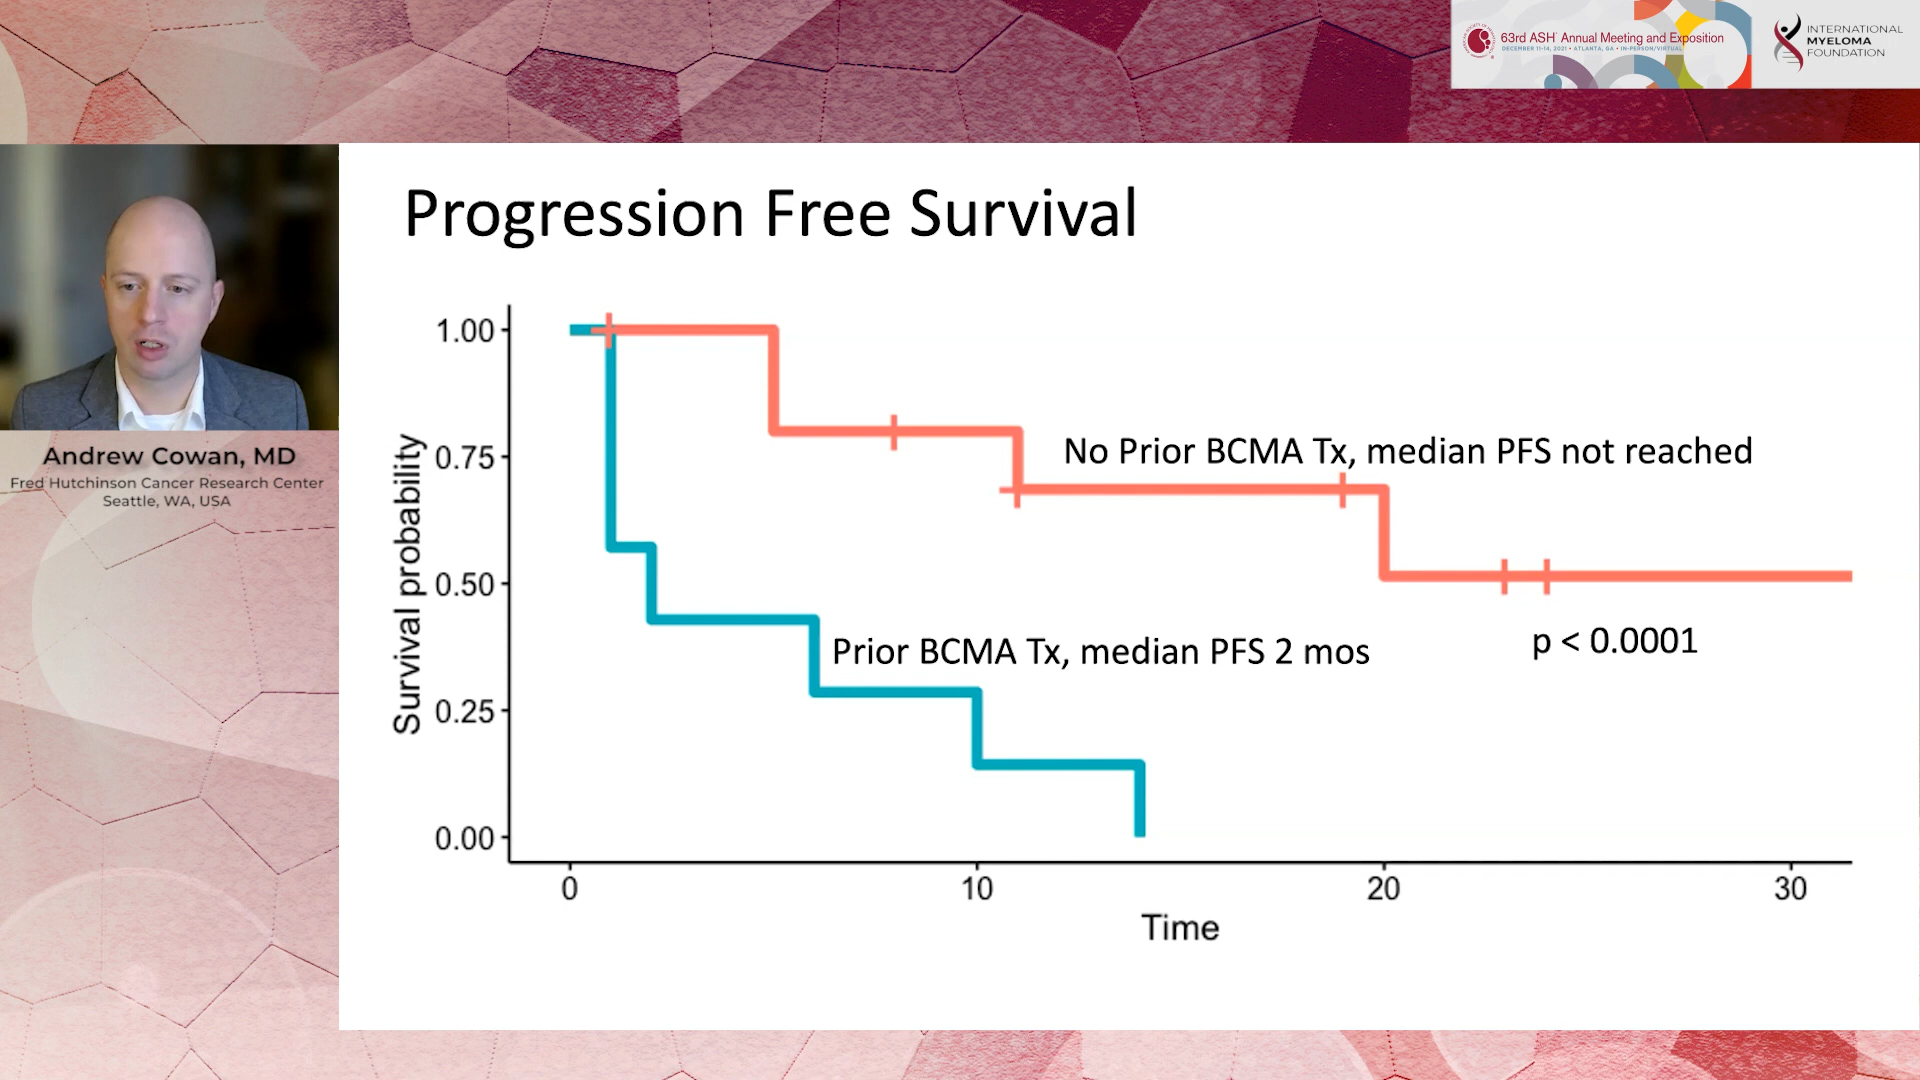 63rd ASH® Annual Meeting and Exposition
DECEMBER 11-14, 2021 • ATLANTA, GA • IN-PERSON/VIRTUAL
INTERNATIONAL
MYELOMA
FOUNDATION
Andrew Cowan, MD
Fred Hutchinson Cancer Research Center
Seattle, WA, USA
Progression Free Survival
Survival probability
1.00
0.75
0.50
0.25
0.00
No Prior BCMA Tx, median PFS not reached
Prior BCMA Tx, median PFS 2 mos
p < 0.0001
0 10 20 30
Time